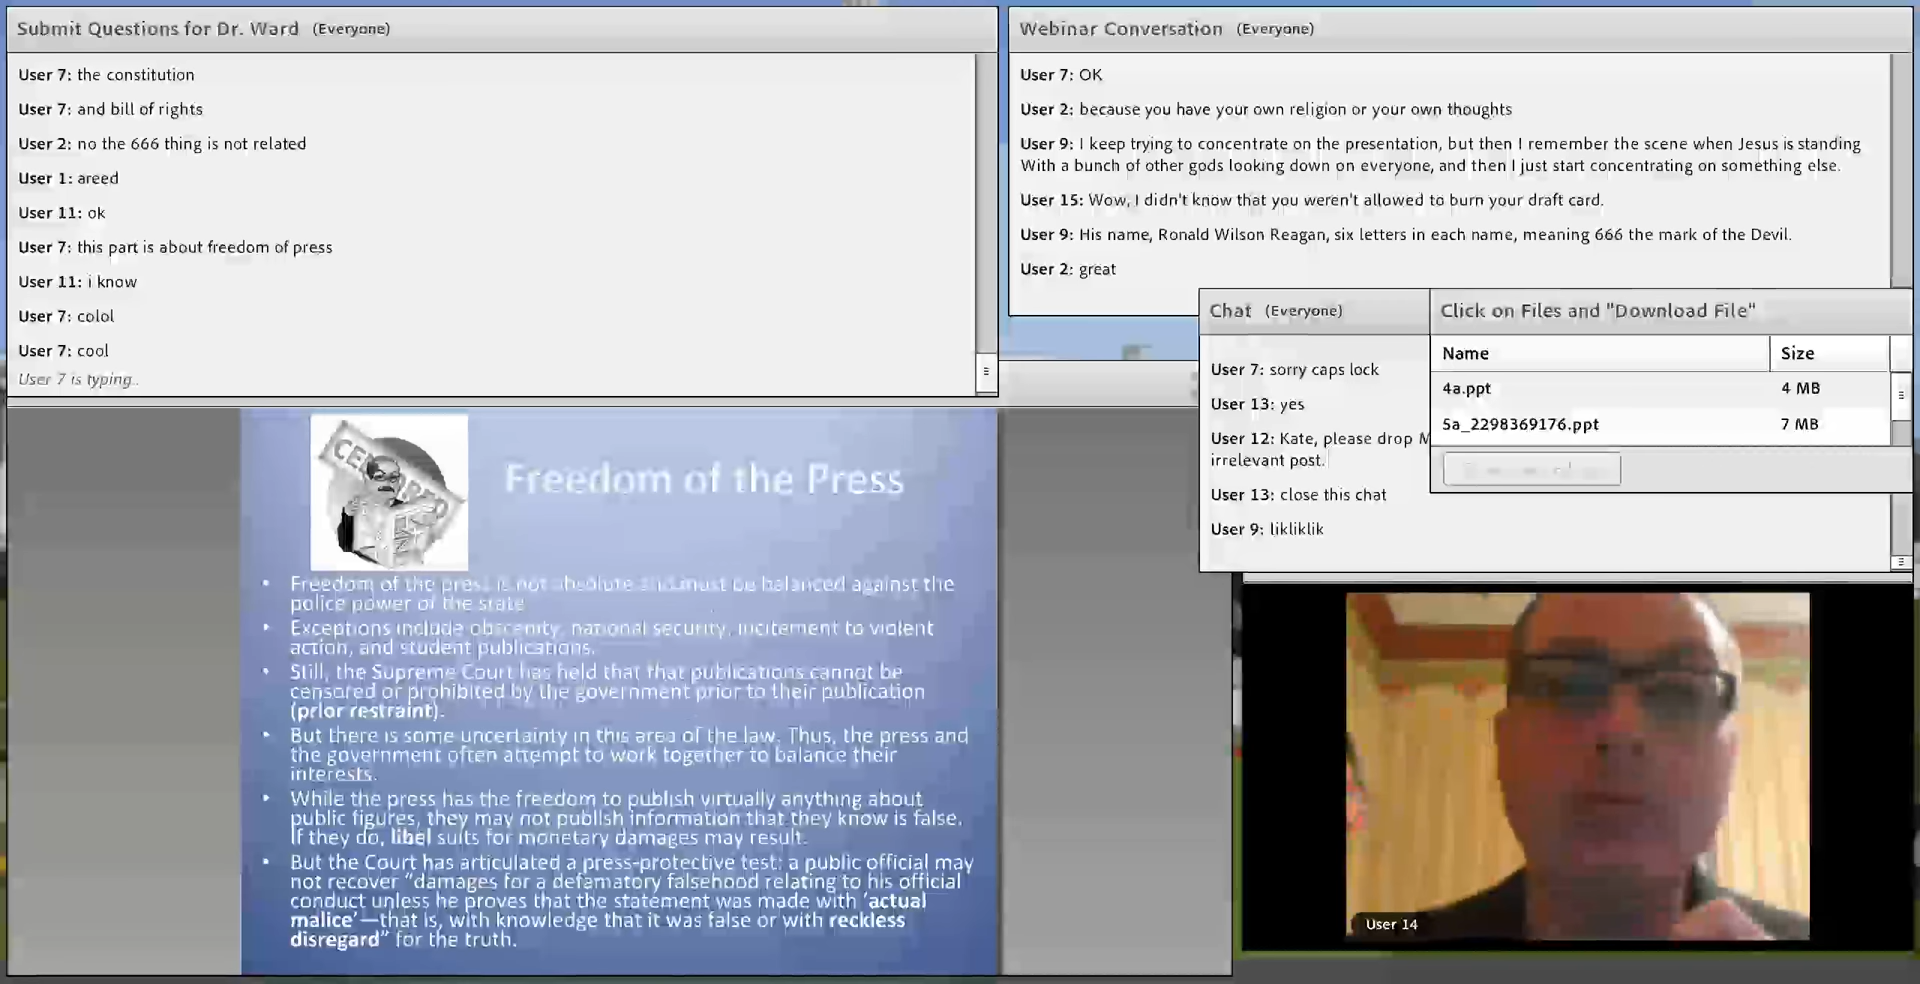 Submit Questions for Dr. Ward (Everyone)
User 7: the constitution
User 7: and bill of rights
User 2: no the 666 thing is not related
User 1: areed
User 11: ok
User 7: this part is about freedom of press
User 11: i know
User 7: colol
User 7: cool
User 7 is typing..
Webinar Conversation (Everyone)
User 7: OK
User 2: because you have your own religion or your own thoughts
User 9: I keep trying to concentrate on the presentation, but then I remember the scene when Jesus is standing
With a bunch of other gods looking down on everyone, and then I just start concentrating on something else.
User 15: Wow, I didn't know that you weren't allowed to burn your draft card.
User 9: His name, Ronald Wilson Reagan, six letters in each name, meaning 666 the mark of the Devil.
User 2: great
Chat (Everyone)
User 7: sorry caps lock
User 13: yes
User 12: Kate, please drop M
irrelevant post.
User 13: close this chat
User 9: likliklik
Click on Files and "Download File"
Name Size
4a.ppt 4 MB
5a_2298369176.ppt 7 MB
CENSORED
Freedom of the Press
• Freedom of the press is not absolute and must be balanced against the
police power of the state
• Exceptions include obscenity, national security, incitement to violent
action, and student publications.
• Still, the Supreme Court has held that that publications cannot be
censored or prohibited by the government prior to their publication
(prior restraint).
• But there is some uncertainty in this area of the law. Thus, the press and
the government often attempt to work together to balance their
interests.
• While the press has the freedom to publish virtually anything about
public figures, they may not publish information that they know is false.
If they do, libel suits for monetary damages may result.
• But the Court has articulated a press-protective test: a public official may
not recover “damages for a defamatory falsehood relating to his official
conduct unless he proves that the statement was made with ‘actual
malice’—that is, with knowledge that it was false or with reckless
disregard” for the truth.
User 14